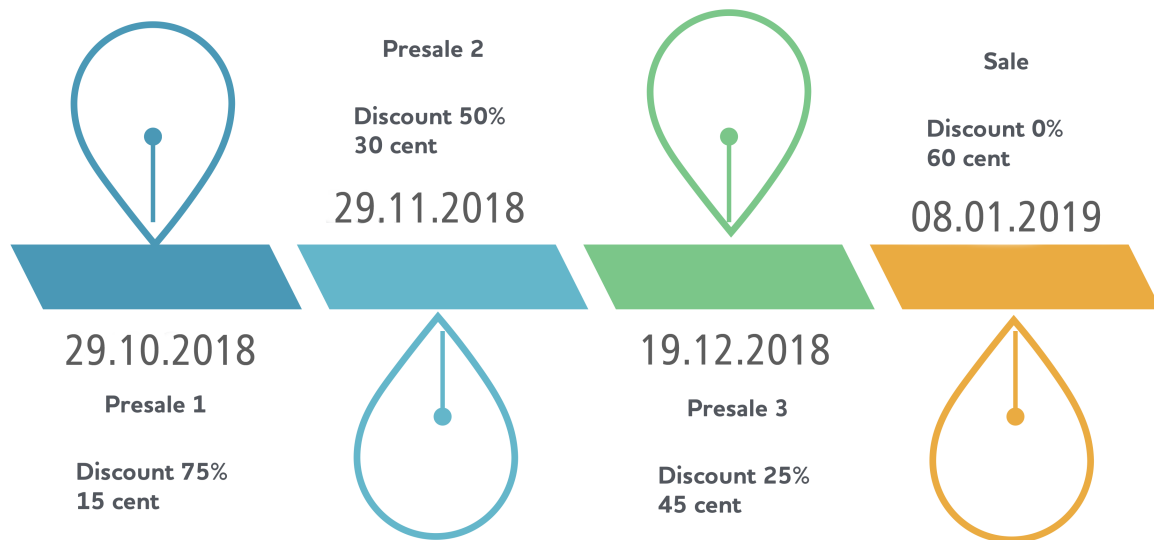 29.10.2018
Presale 1
Discount 75%
15 cent
Presale 2
Discount 50%
30 cent
29.11.2018
19.12.2018
Presale 3
Discount 25%
45 cent
Sale
Discount 0%
60 cent
08.01.2019